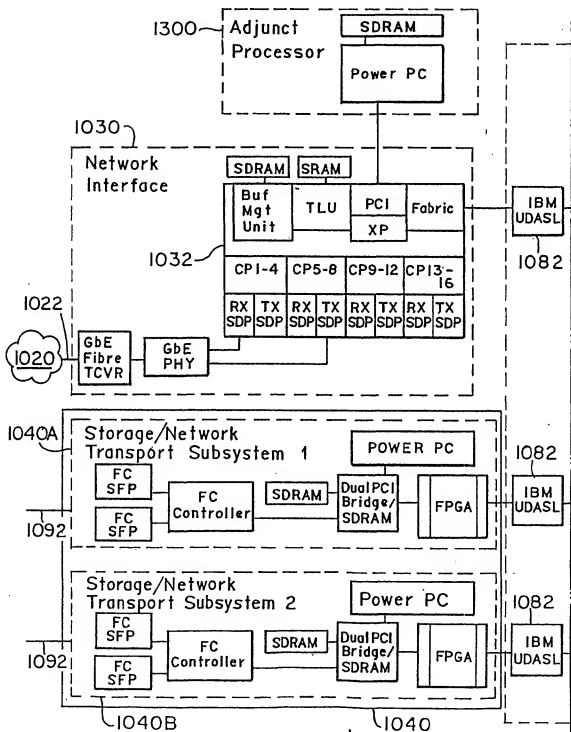 1300
Adjunct
Processor
SDRAM
Power PC
1030
Network
Interface
SDRAM
SRAM
Buf
Mgt
Unit
TLU
PCI
XP
Fabric
IBM
UDASL
1082
1032
CP1-4
CP5-8
CP9-12
CP13-
16
RX
SDP
TX
SDP
RX
SDP
TX
SDP
RX
SDP
TX
SDP
RX
SDP
TX
SDP
1022
1020
GbE
Fibre
TCVR
GbE
PHY
1040A
Storage/Network
Transport Subsystem 1
POWER PC
1082
FC
SFP
FC
SFP
FC
Controller
SDRAM
Dual PCI
Bridge/
SDRAM
FPGA
IBM
UDASL
1092
Storage/Network
Transport Subsystem 2
Power PC
1082
FC
SFP
FC
SFP
FC
Controller
SDRAM
Dual PCI
Bridge/
SDRAM
FPGA
IBM
UDASL
1092
1040B
1040